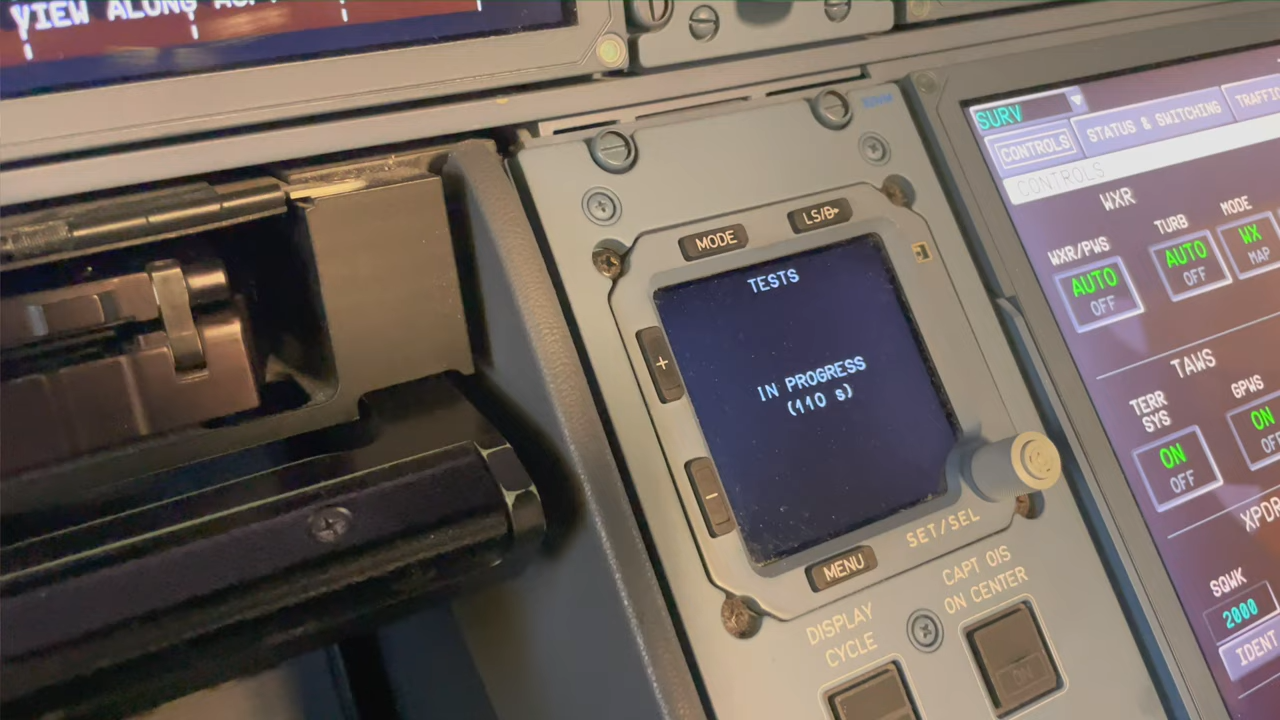 VIEW ALONG
MODE
LS/B▸
TESTS
+
IN PROGRESS
(110 s)
−
MENU
SET/SEL
DISPLAY
CYCLE
CAPT OIS
ON CENTER
ON
SURV
CONTROLS
STATUS & SWITCHING
TRAFFIC
CONTROLS
WXR
WXR/PWS
AUTO
OFF
TURB
AUTO
OFF
MODE
WX
MAP
TAWS
TERR
SYS
ON
OFF
GPWS
ON
OFF
XPDR
SQWK
2000
IDENT